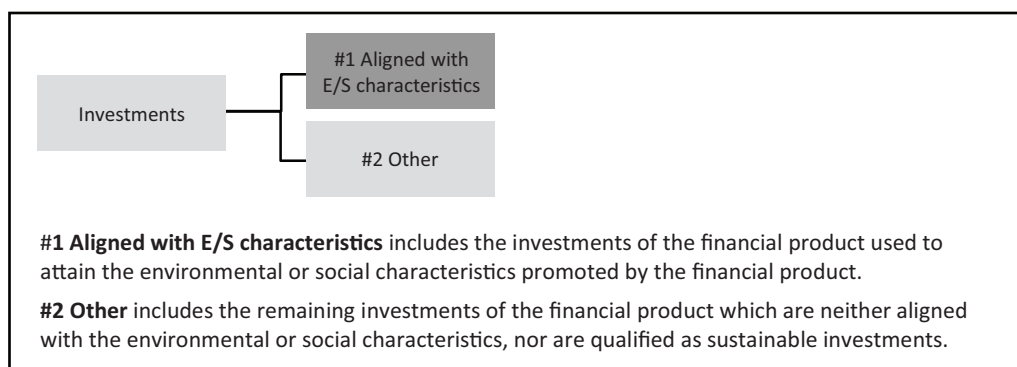 #1 Aligned with
E/S characteristics
Investments
#2 Other
#1 Aligned with E/S characteristics includes the investments of the financial product used to
attain the environmental or social characteristics promoted by the financial product.
#2 Other includes the remaining investments of the financial product which are neither aligned
with the environmental or social characteristics, nor are qualified as sustainable investments.